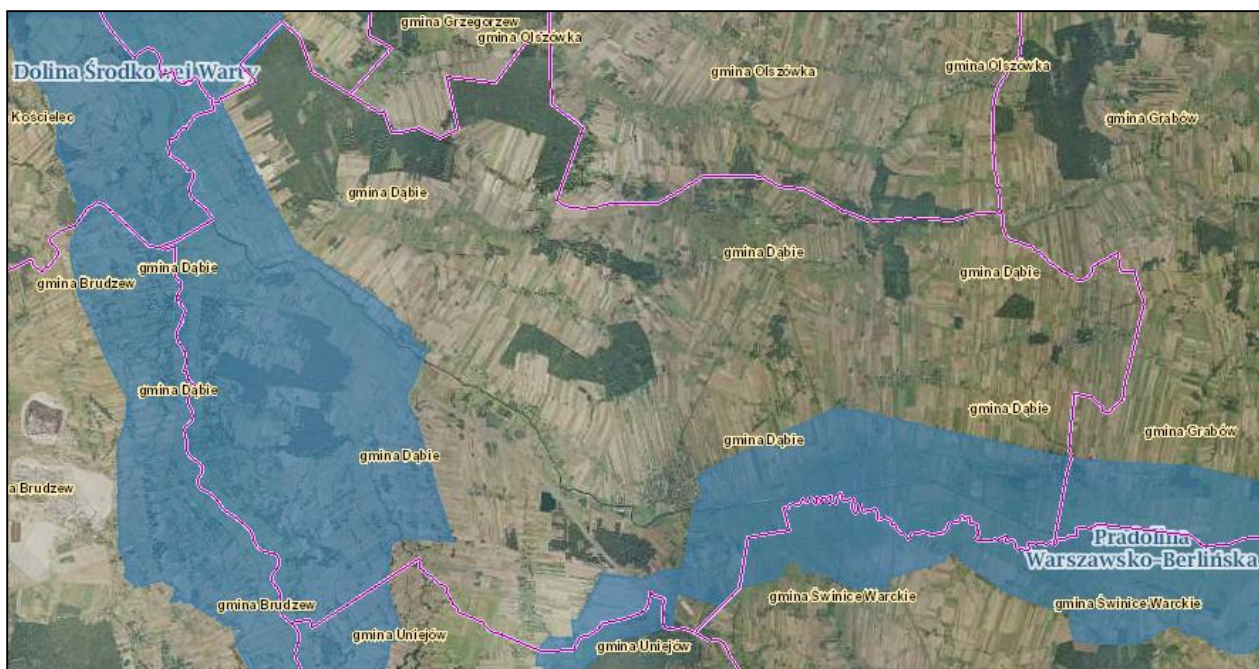 gmina Grzegorzew
gmina Olszówka
Dolina Środkowej Warty
gmina Olszówka
gmina Olszówka
Kościelec
gmina Grabów
gmina Dąbie
gmina Dąbie
gmina Dąbie
gmina Dąbie
gmina Brudzew
gmina Dąbie
gmina Dąbie
gmina Dąbie
gmina Grabów
gmina Dąbie
a Brudzew
Pradolina
Warszawsko-Berlińska
gmina Świnice Warckie
gmina Świnice Warckie
gmina Brudzew
gmina Uniejów
gmina Uniejów